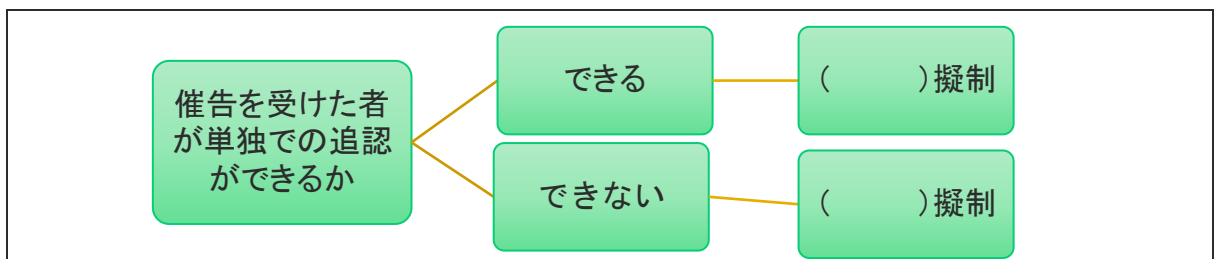 催告を受けた者
が単独での追認
ができるか
できる
(　　　)擬制
できない
(　　　)擬制